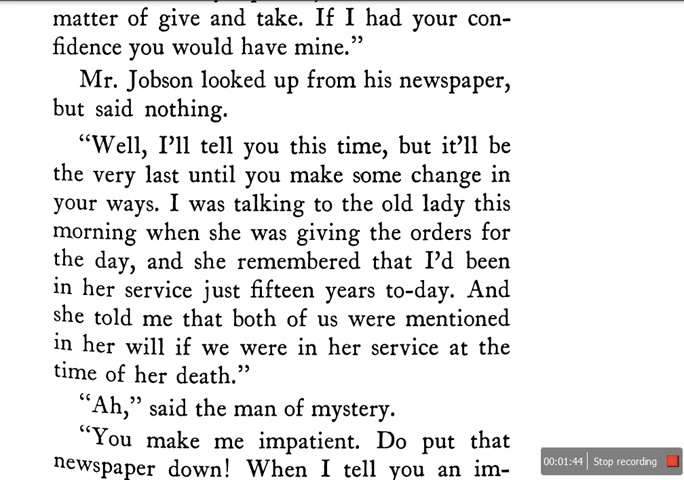 matter of give and take. If I had your con-
fidence you would have mine.”
Mr. Jobson looked up from his newspaper,
but said nothing.
“Well, I’ll tell you this time, but it’ll be
the very last until you make some change in
your ways. I was talking to the old lady this
morning when she was giving the orders for
the day, and she remembered that I’d been
in her service just fifteen years to-day. And
she told me that both of us were mentioned
in her will if we were in her service at the
time of her death.”
“Ah,” said the man of mystery.
“You make me impatient. Do put that
newspaper down! When I tell you an im-
00:01:44 Stop recording